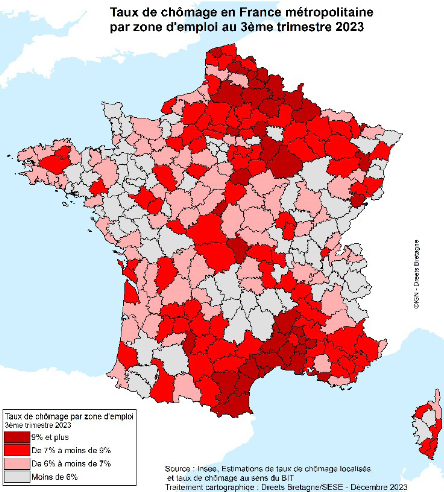 Taux de chômage en France métropolitaine
par zone d'emploi au 3ème trimestre 2023
©IGN - Dreets Bretagne
Taux de chômage par zone d'emploi
3ème trimestre 2023
9% et plus
De 7% à moins de 9%
De 6% à moins de 7%
Moins de 6%
Source : Insee, Estimations de taux de chômage localisés
et taux de chômage au sens du BIT
Traitement cartographique : Dreets Bretagne/SESE - Décembre 2023